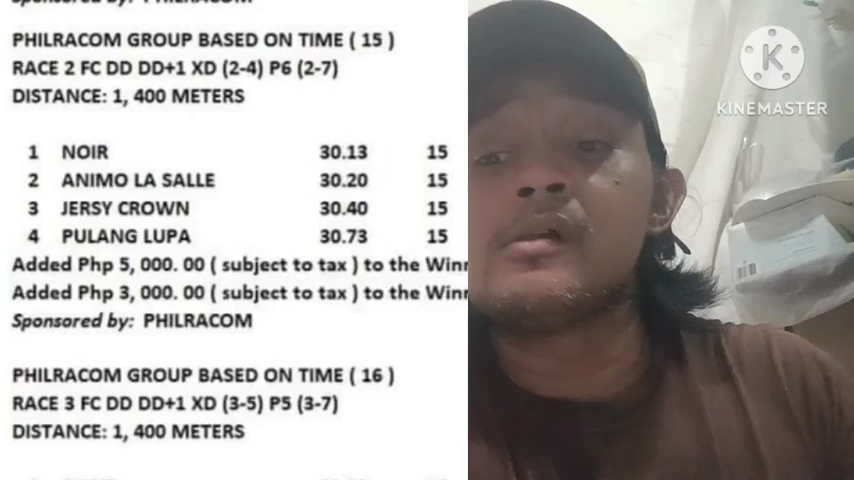 PHILRACOM GROUP BASED ON TIME ( 15 )
RACE 2 FC DD DD+1 XD (2-4) P6 (2-7)
DISTANCE: 1, 400 METERS
1 NOIR 30.13 15
2 ANIMO LA SALLE 30.20 15
3 JERSY CROWN 30.40 15
4 PULANG LUPA 30.73 15
Added Php 5, 000. 00 ( subject to tax ) to the Winn
Added Php 3, 000. 00 ( subject to tax ) to the Winn
Sponsored by: PHILRACOM
PHILRACOM GROUP BASED ON TIME ( 16 )
RACE 3 FC DD DD+1 XD (3-5) P5 (3-7)
DISTANCE: 1, 400 METERS
K
KINEMASTER